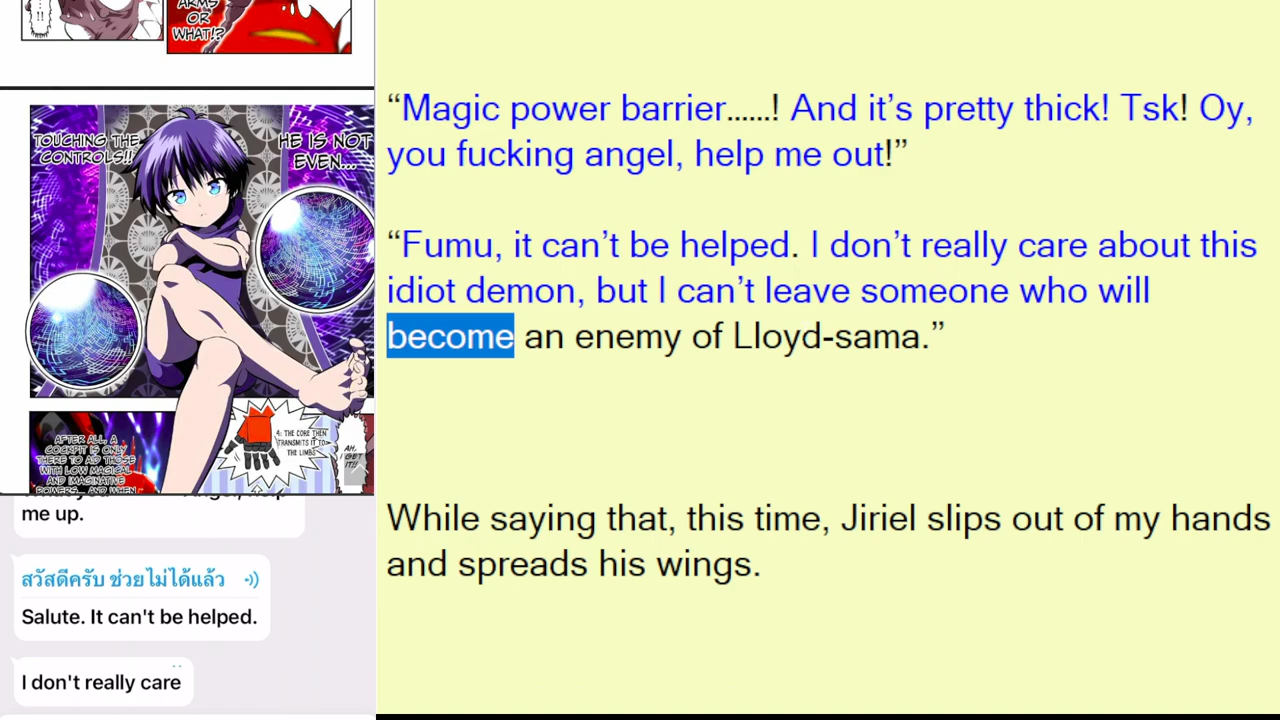 ARMS
OR
WHAT!?
TOUCHING THE
CONTROLS!!
HE IS NOT
EVEN...
AFTER ALL, A
COCKPIT IS ONLY
THERE TO AID THOSE
WITH LOW MAGICAL
AND IMAGINATIVE
POWERS... AND WHEN
4: THE CORE THEN
TRANSMITS IT TO
THE LIMBS
AH,
I GET
IT!!
me up.
สวัสดีครับ ช่วยไม่ได้แล้ว
Salute. It can't be helped.
I don't really care
“Magic power barrier......! And it’s pretty thick! Tsk! Oy,
you fucking angel, help me out!”
“Fumu, it can’t be helped. I don’t really care about this
idiot demon, but I can’t leave someone who will
become an enemy of Lloyd-sama.”
While saying that, this time, Jiriel slips out of my hands
and spreads his wings.